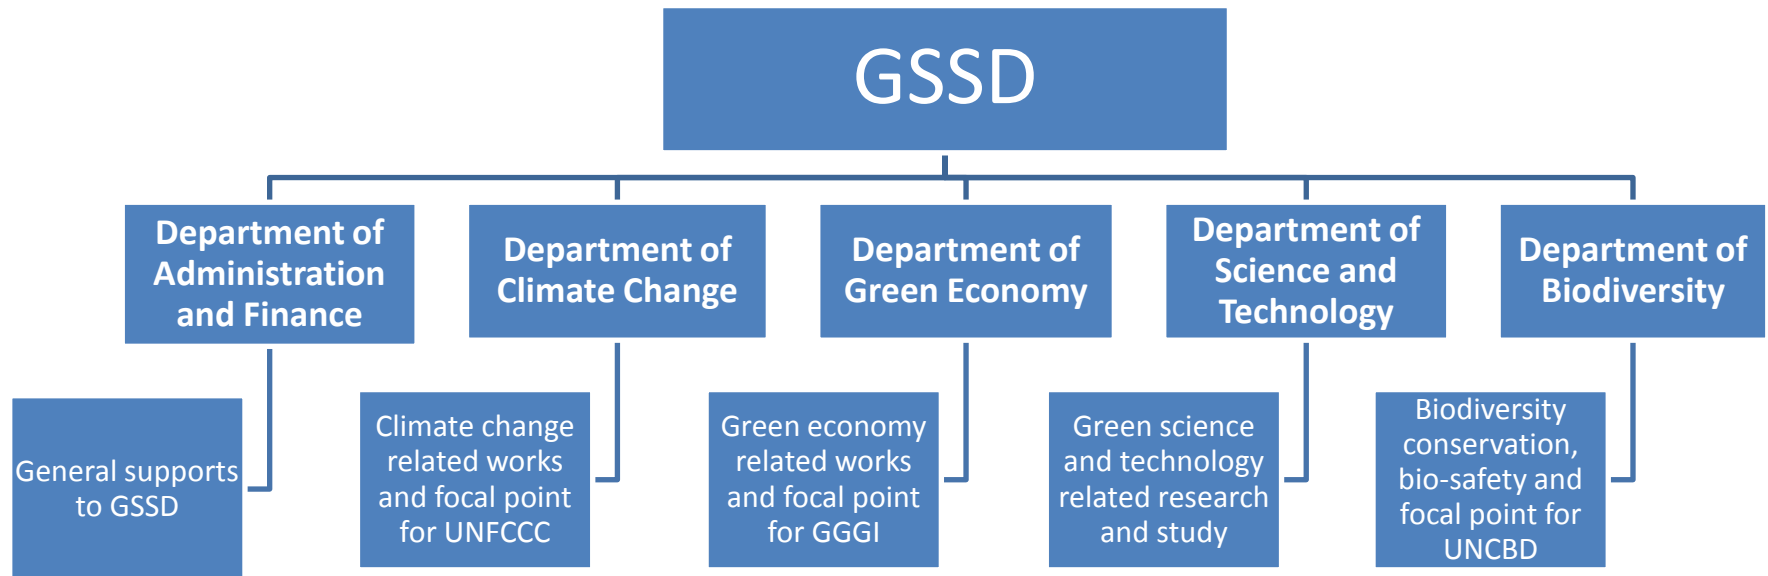 GSSD
Department of
Administration
and Finance
Department of
Climate Change
Department of
Green Economy
Department of
Science and
Technology
Department of
Biodiversity
General supports
to GSSD
Climate change
related works
and focal point
for UNFCCC
Green economy
related works
and focal point
for GGGI
Green science
and technology
related research
and study
Biodiversity
conservation,
bio-safety and
focal point for
UNCBD